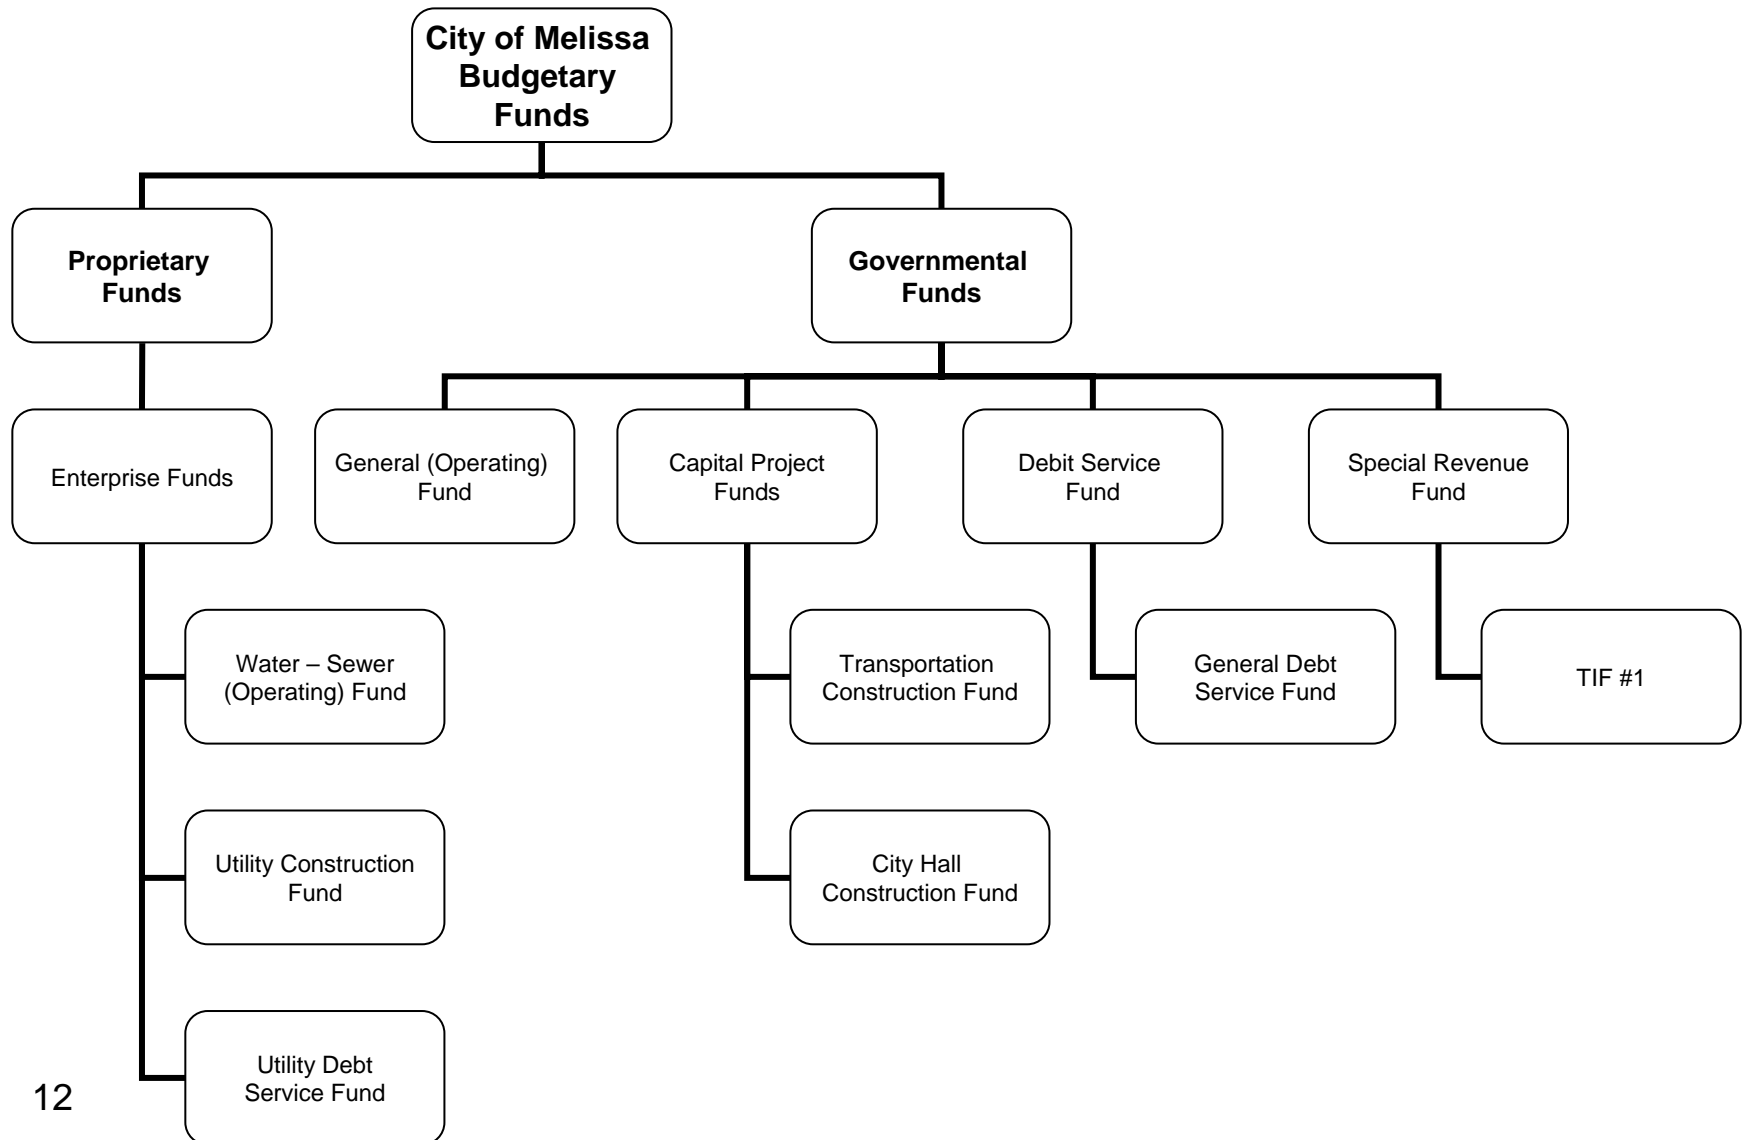 City of Melissa
Budgetary
Funds
Proprietary
Funds
Governmental
Funds
Enterprise Funds
General (Operating)
Fund
Capital Project
Funds
Debit Service
Fund
Special Revenue
Fund
Water – Sewer
(Operating) Fund
Transportation
Construction Fund
General Debt
Service Fund
TIF #1
Utility Construction
Fund
City Hall
Construction Fund
Utility Debt
Service Fund
12